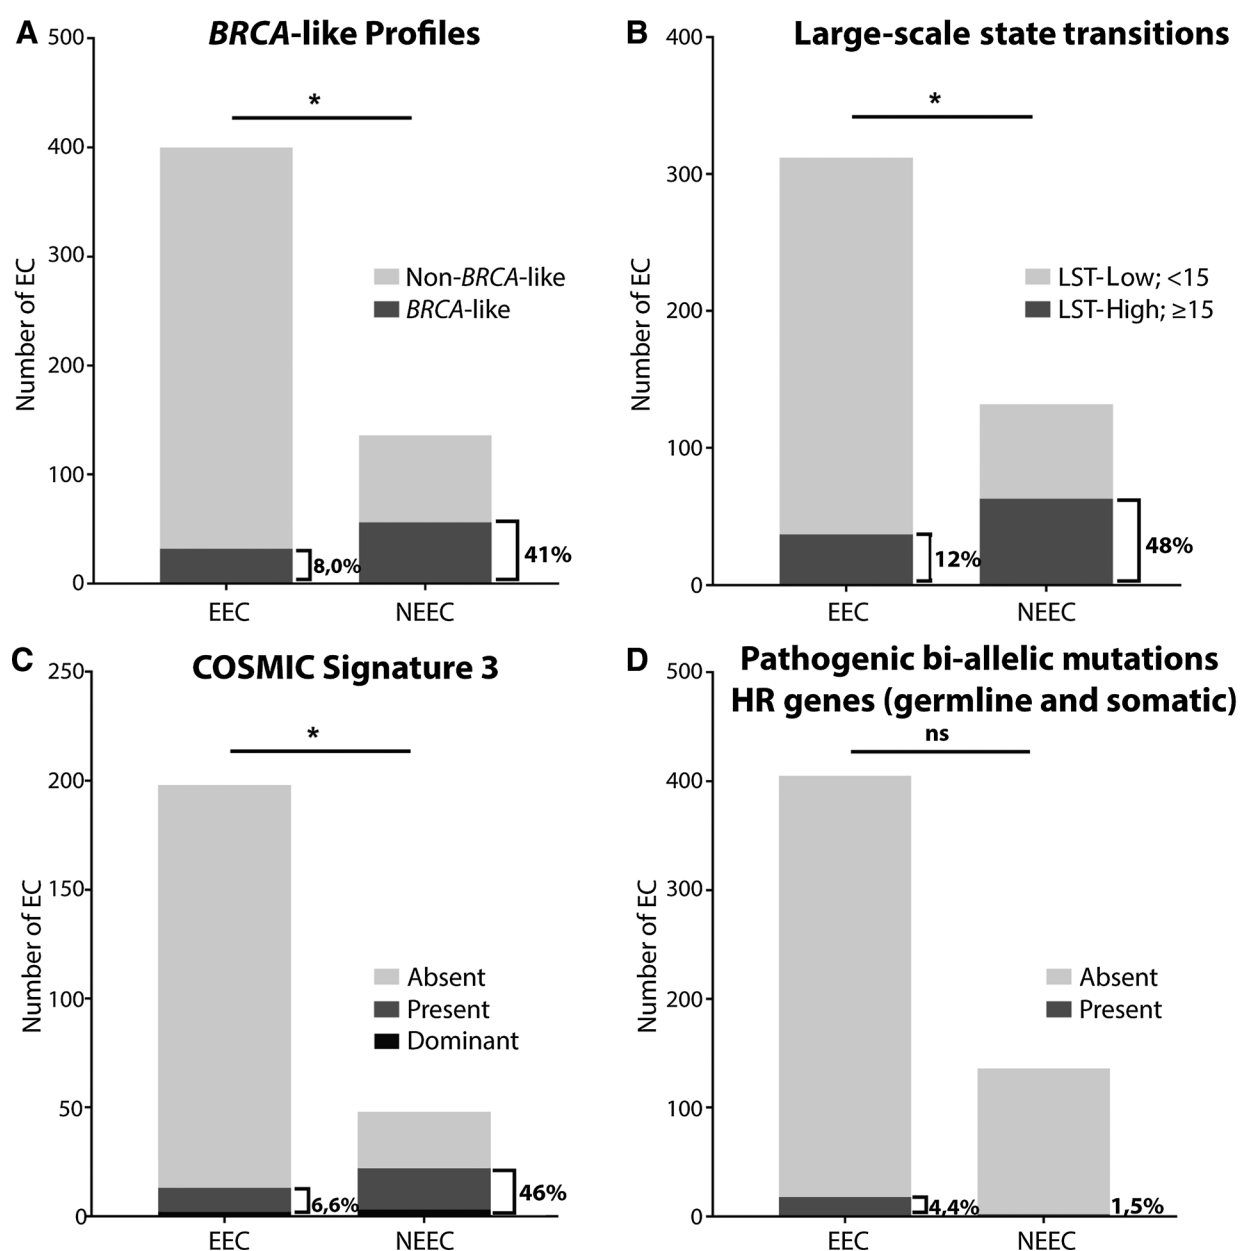 A
BRCA-like Profiles
500
400
300
200
100
0
Number of EC
*
Non-BRCA-like
BRCA-like
8,0%
41%
EEC
NEEC
B
Large-scale state transitions
400
300
200
100
0
Number of EC
*
LST-Low; <15
LST-High; ≥15
12%
48%
EEC
NEEC
C
COSMIC Signature 3
250
200
150
100
50
0
Number of EC
*
Absent
Present
Dominant
6,6%
46%
EEC
NEEC
D
Pathogenic bi-allelic mutations
HR genes (germline and somatic)
500
400
300
200
100
0
Number of EC
ns
Absent
Present
4,4%
1,5%
EEC
NEEC